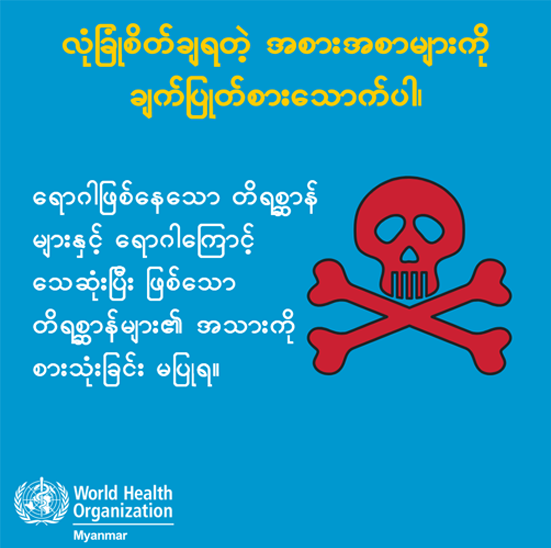 လုံခြုံစိတ်ချရတဲ့ အစားအစာများကို
ချက်ပြုတ်စားသောက်ပါ။
ရောဂါဖြစ်နေသော တိရစ္ဆာန်
များနှင့် ရောဂါကြောင့်
သေဆုံးပြီး ဖြစ်သော
တိရစ္ဆာန်များ၏ အသားကို
စားသုံးခြင်း မပြုရ။
World Health
Organization
Myanmar